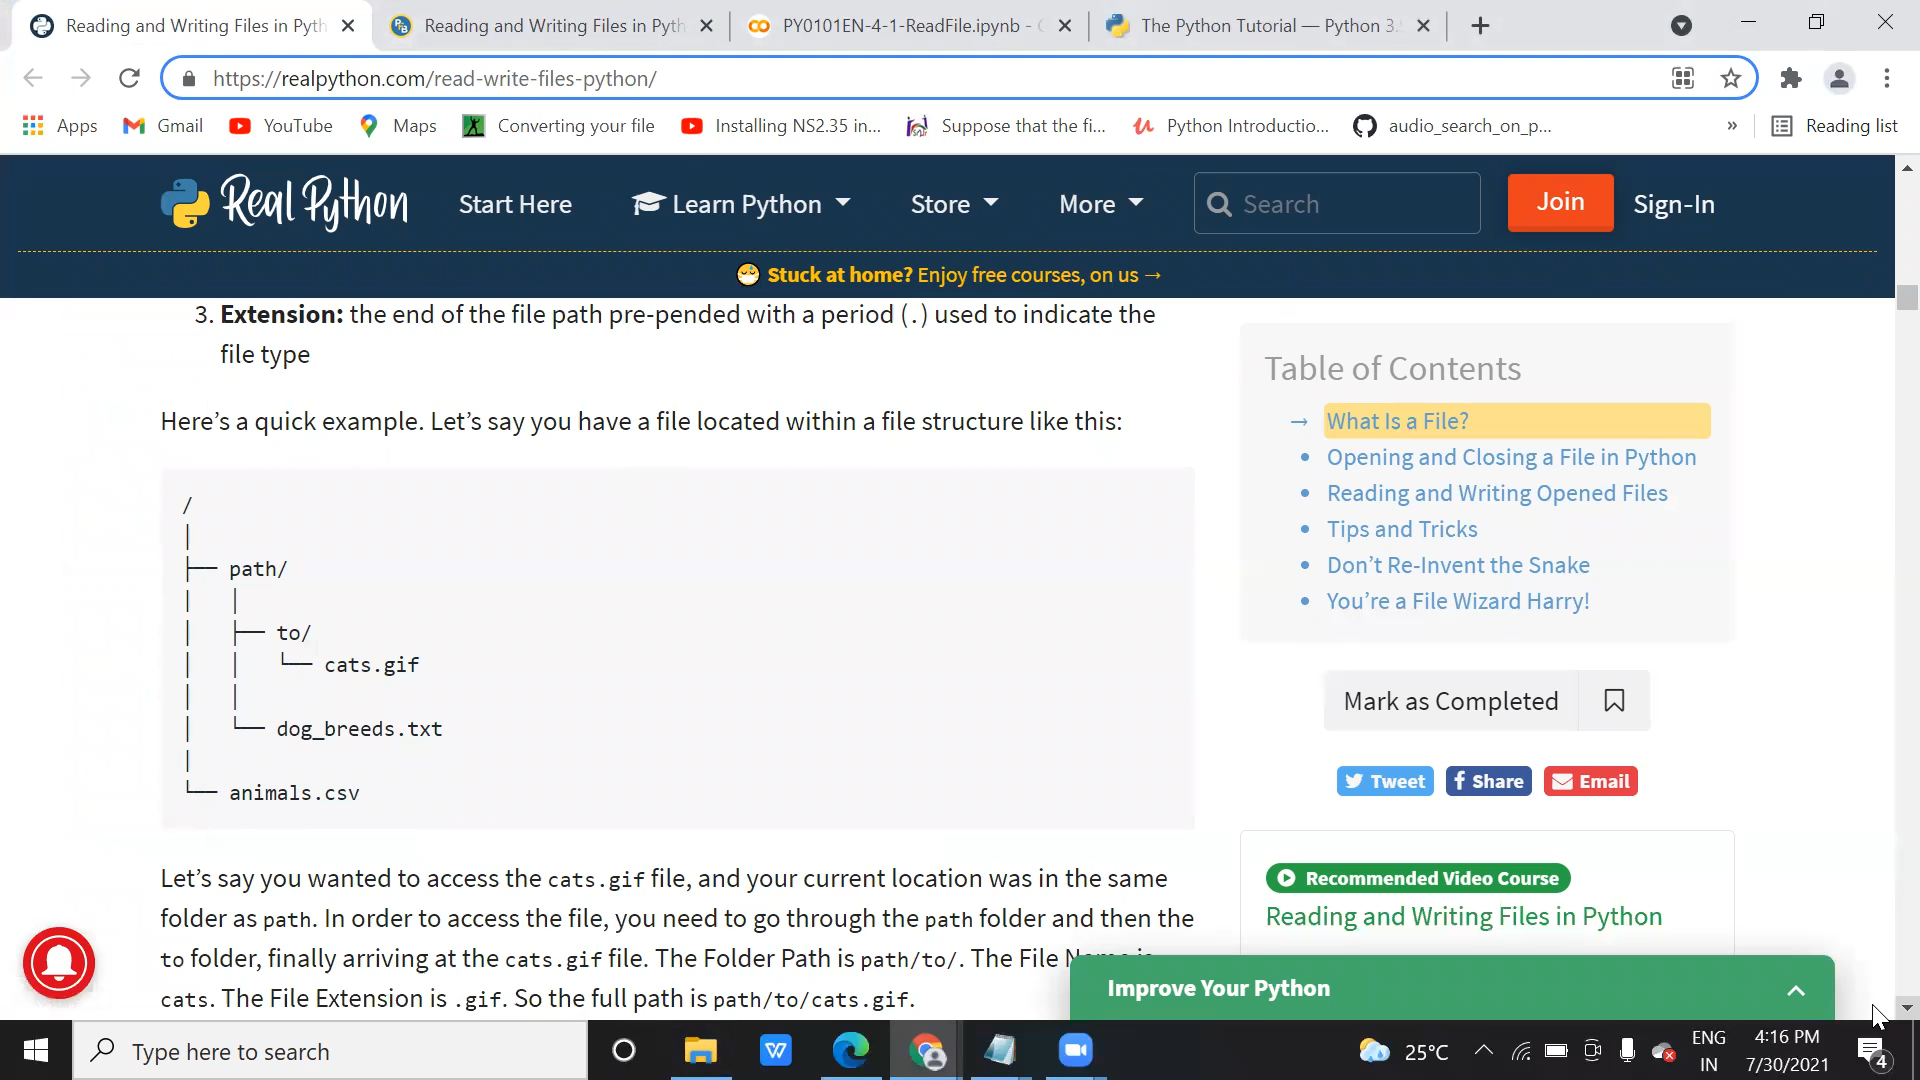 Reading and Writing Files in Pyth
Reading and Writing Files in Pyth
PY0101EN-4-1-ReadFile.ipynb - C
The Python Tutorial — Python 3.
https://realpython.com/read-write-files-python/
Apps
Gmail
YouTube
Maps
Converting your file
Installing NS2.35 in...
Suppose that the fi...
Python Introductio...
audio_search_on_p...
»
Reading list
Real Python
Start Here
Learn Python
Store
More
Search
Join
Sign-In
Stuck at home? Enjoy free courses, on us →
3. Extension: the end of the file path pre-pended with a period (.) used to indicate the
file type
Here’s a quick example. Let’s say you have a file located within a file structure like this:
/
│
├── path/
│   │
│   ├── to/
│   │   └── cats.gif
│   │
│   └── dog_breeds.txt
│
└── animals.csv
Let’s say you wanted to access the cats.gif file, and your current location was in the same
folder as path. In order to access the file, you need to go through the path folder and then the
to folder, finally arriving at the cats.gif file. The Folder Path is path/to/. The File Name is
cats. The File Extension is .gif. So the full path is path/to/cats.gif.
Table of Contents
→ What Is a File?
• Opening and Closing a File in Python
• Reading and Writing Opened Files
• Tips and Tricks
• Don’t Re-Invent the Snake
• You’re a File Wizard Harry!
Mark as Completed
Tweet
Share
Email
Recommended Video Course
Reading and Writing Files in Python
Improve Your Python
Type here to search
25°C
ENG
IN
4:16 PM
7/30/2021
4